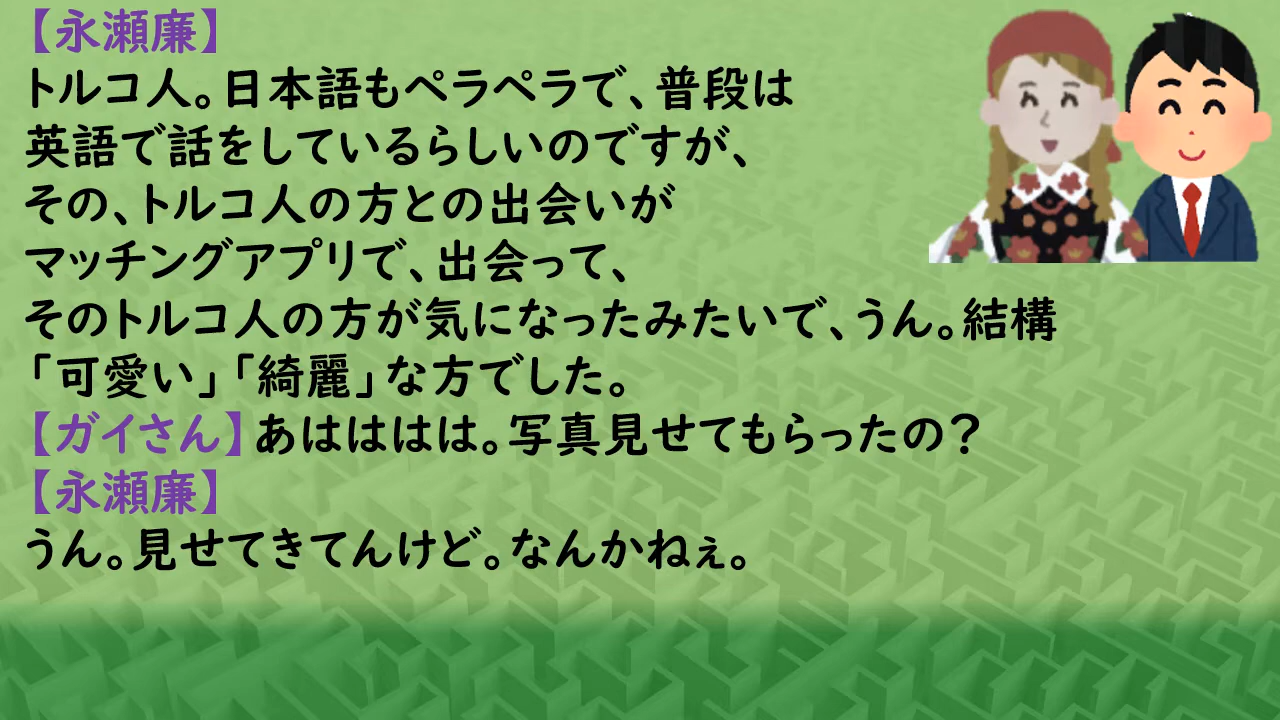 【永瀬廉】
トルコ人。日本語もペラペラで、普段は
英語で話をしているらしいのですが、
その、トルコ人の方との出会いが
マッチングアプリで、出会って、
そのトルコ人の方が気になったみたいで、うん。結構
「可愛い」「綺麗」な方でした。
【ガイさん】あはははは。写真見せてもらったの？
【永瀬廉】
うん。見せてきてんけど。なんかねぇ。